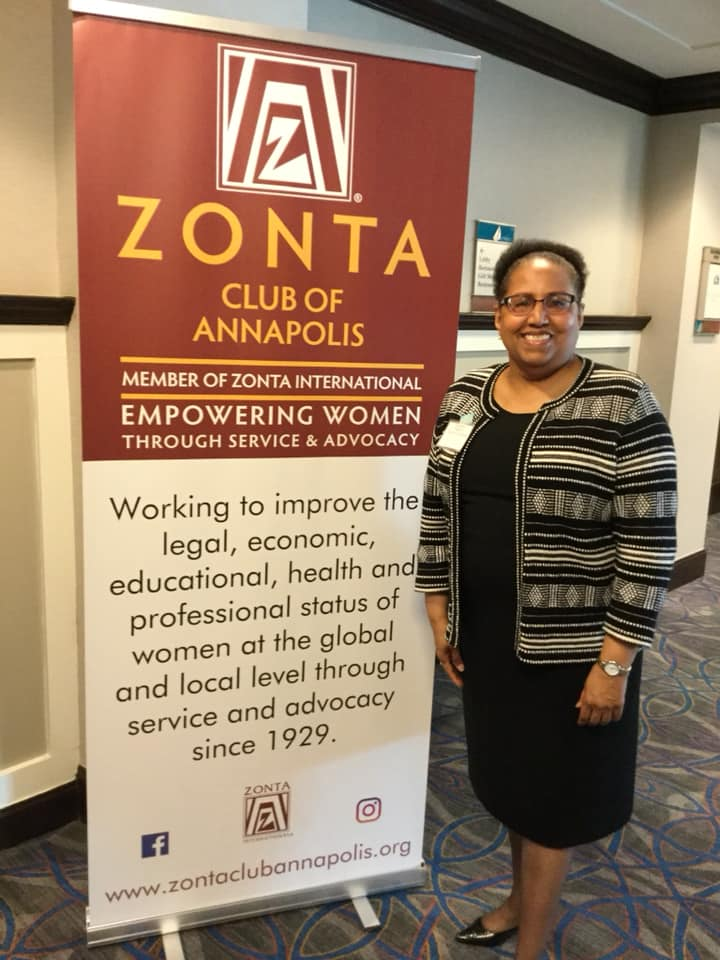 Z
®
ZONTA
CLUB OF
ANNAPOLIS
MEMBER OF ZONTA INTERNATIONAL
EMPOWERING WOMEN
THROUGH SERVICE & ADVOCACY
Working to improve the
legal, economic,
educational, health and
professional status of
women at the global
and local level through
service and advocacy
since 1929.
ZONTA
Z
INTERNATIONAL
f
www.zontaclubannapolis.org
Lobby